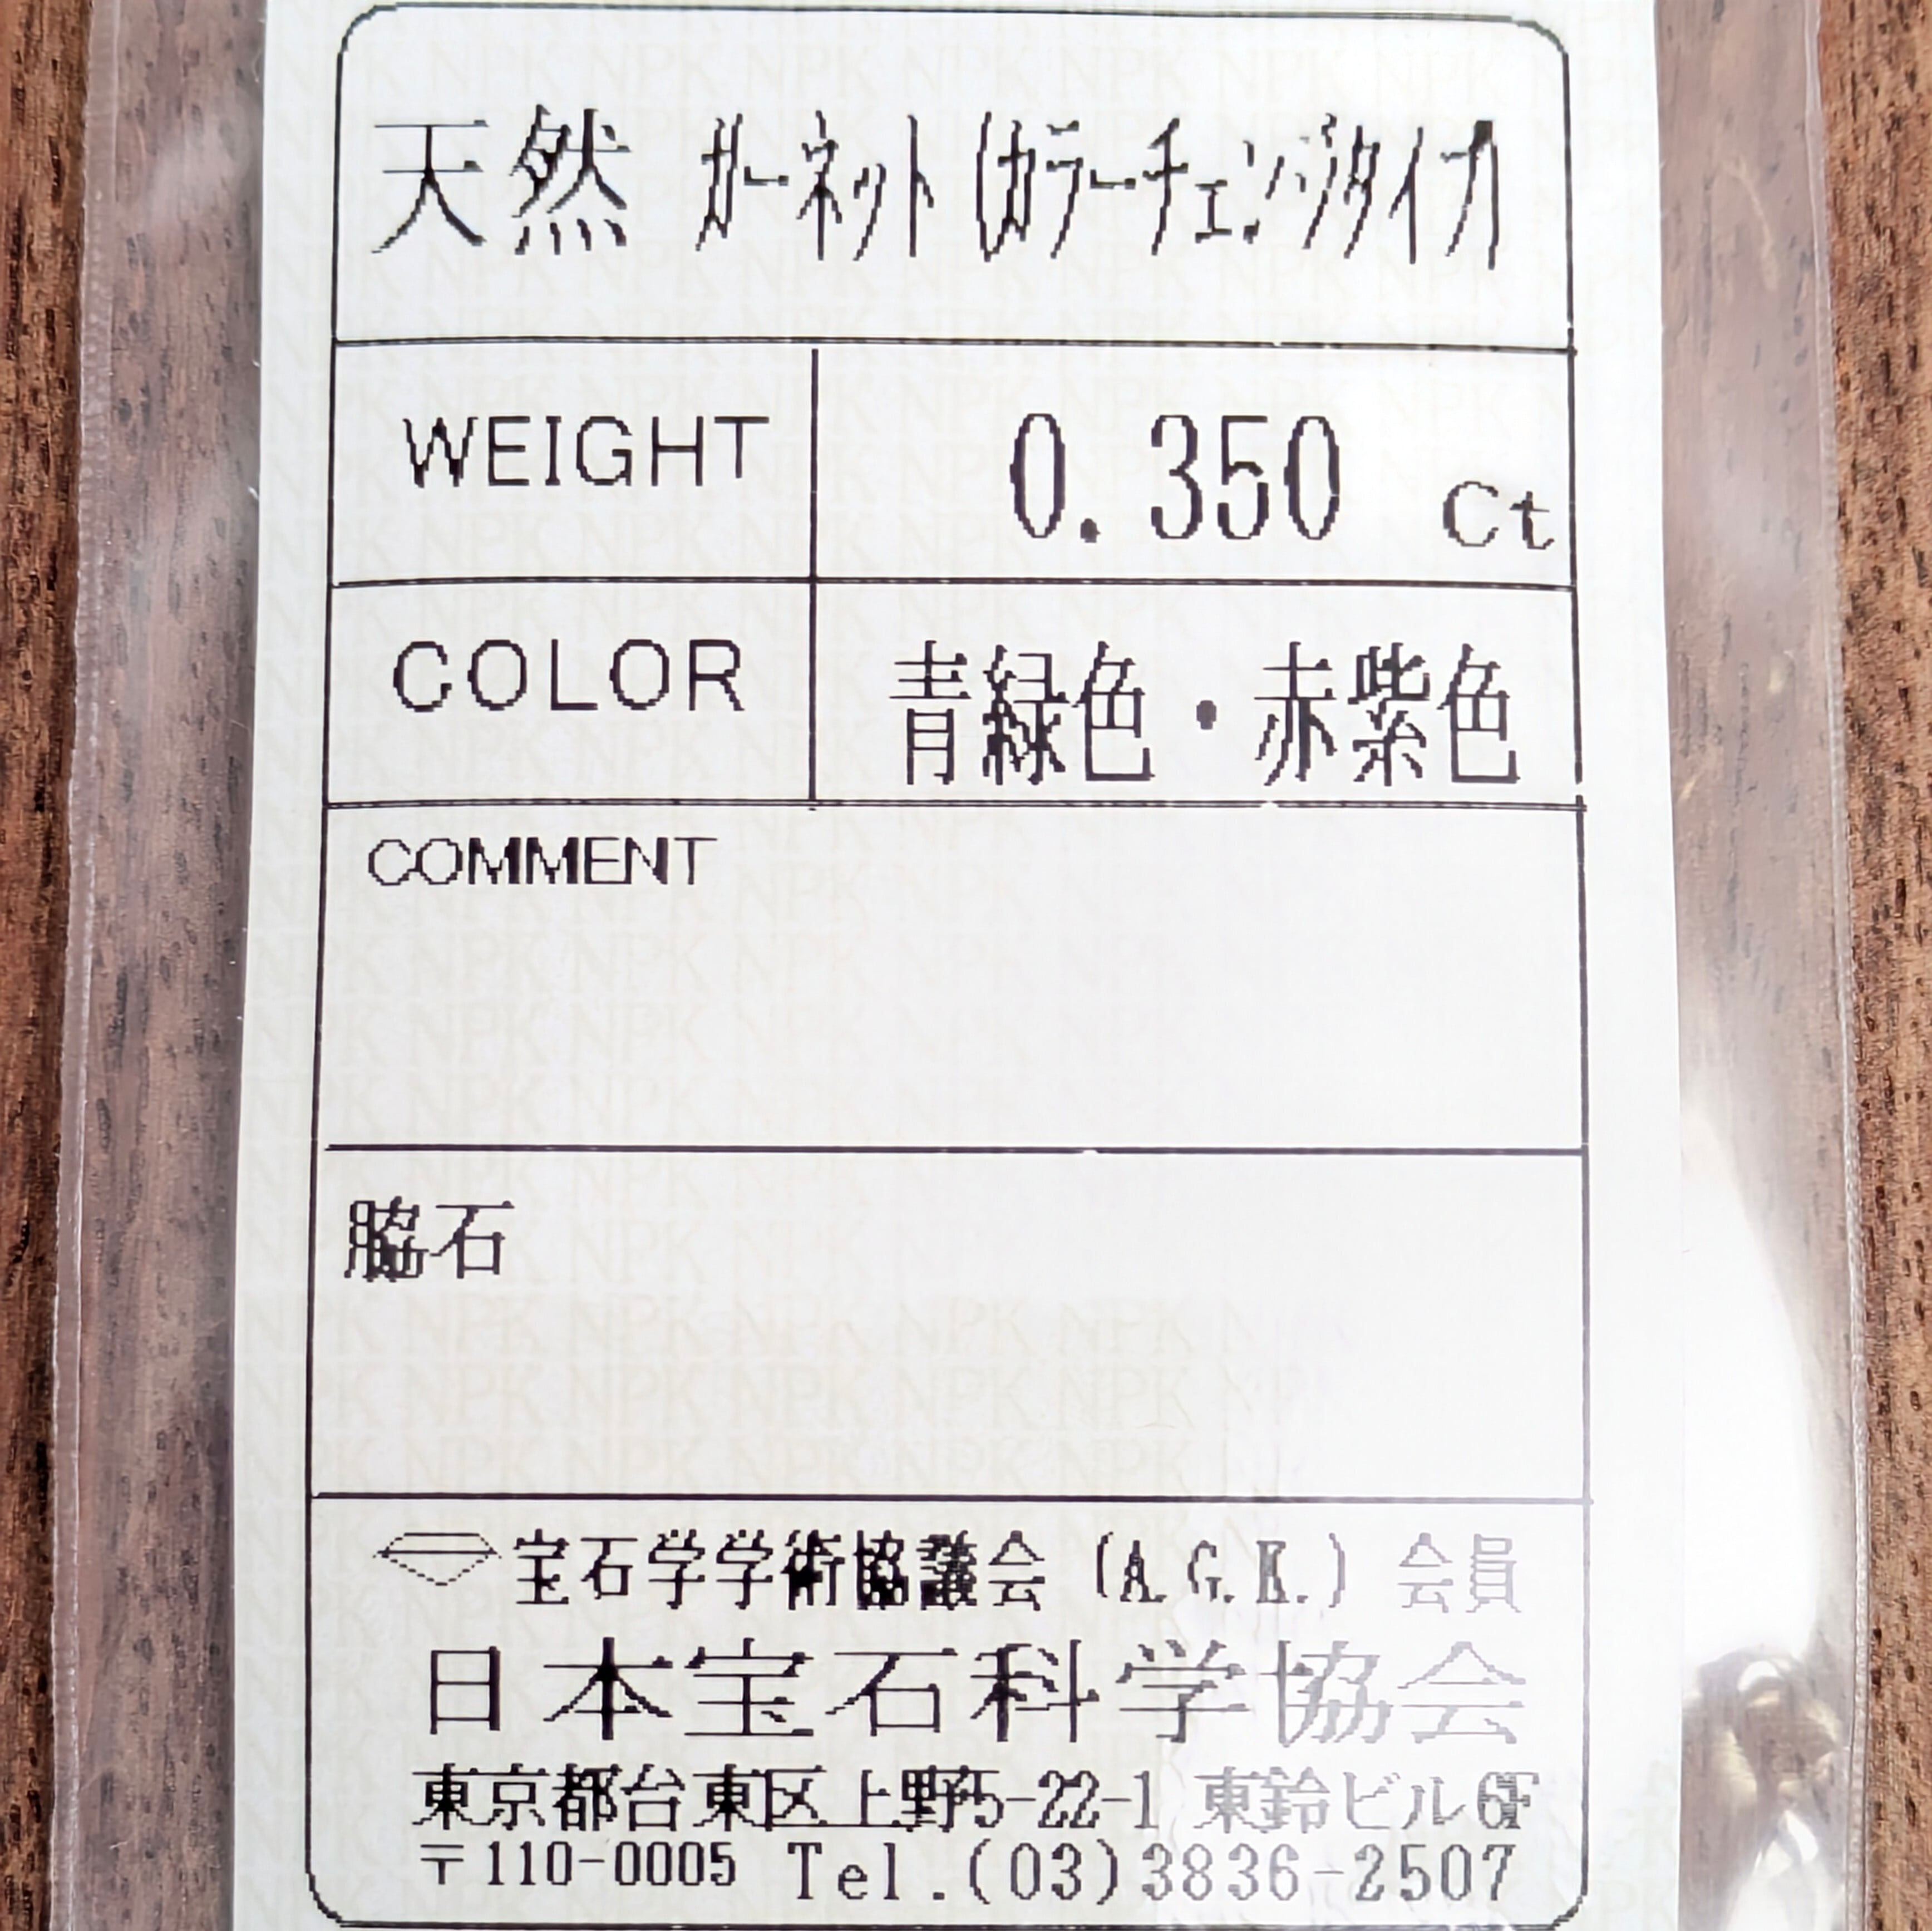 天然 ガーネット(カラーチェンジタイプ)
WEIGHT 0.350 Ct
COLOR 青緑色・赤紫色
COMMENT
脇石
宝石学学術協議会 (A.G.K.) 会員
日本宝石科学協会
東京都台東区上野5-22-1 東鈴ビル6F
〒110-0005 Tel.(03)3836-2507